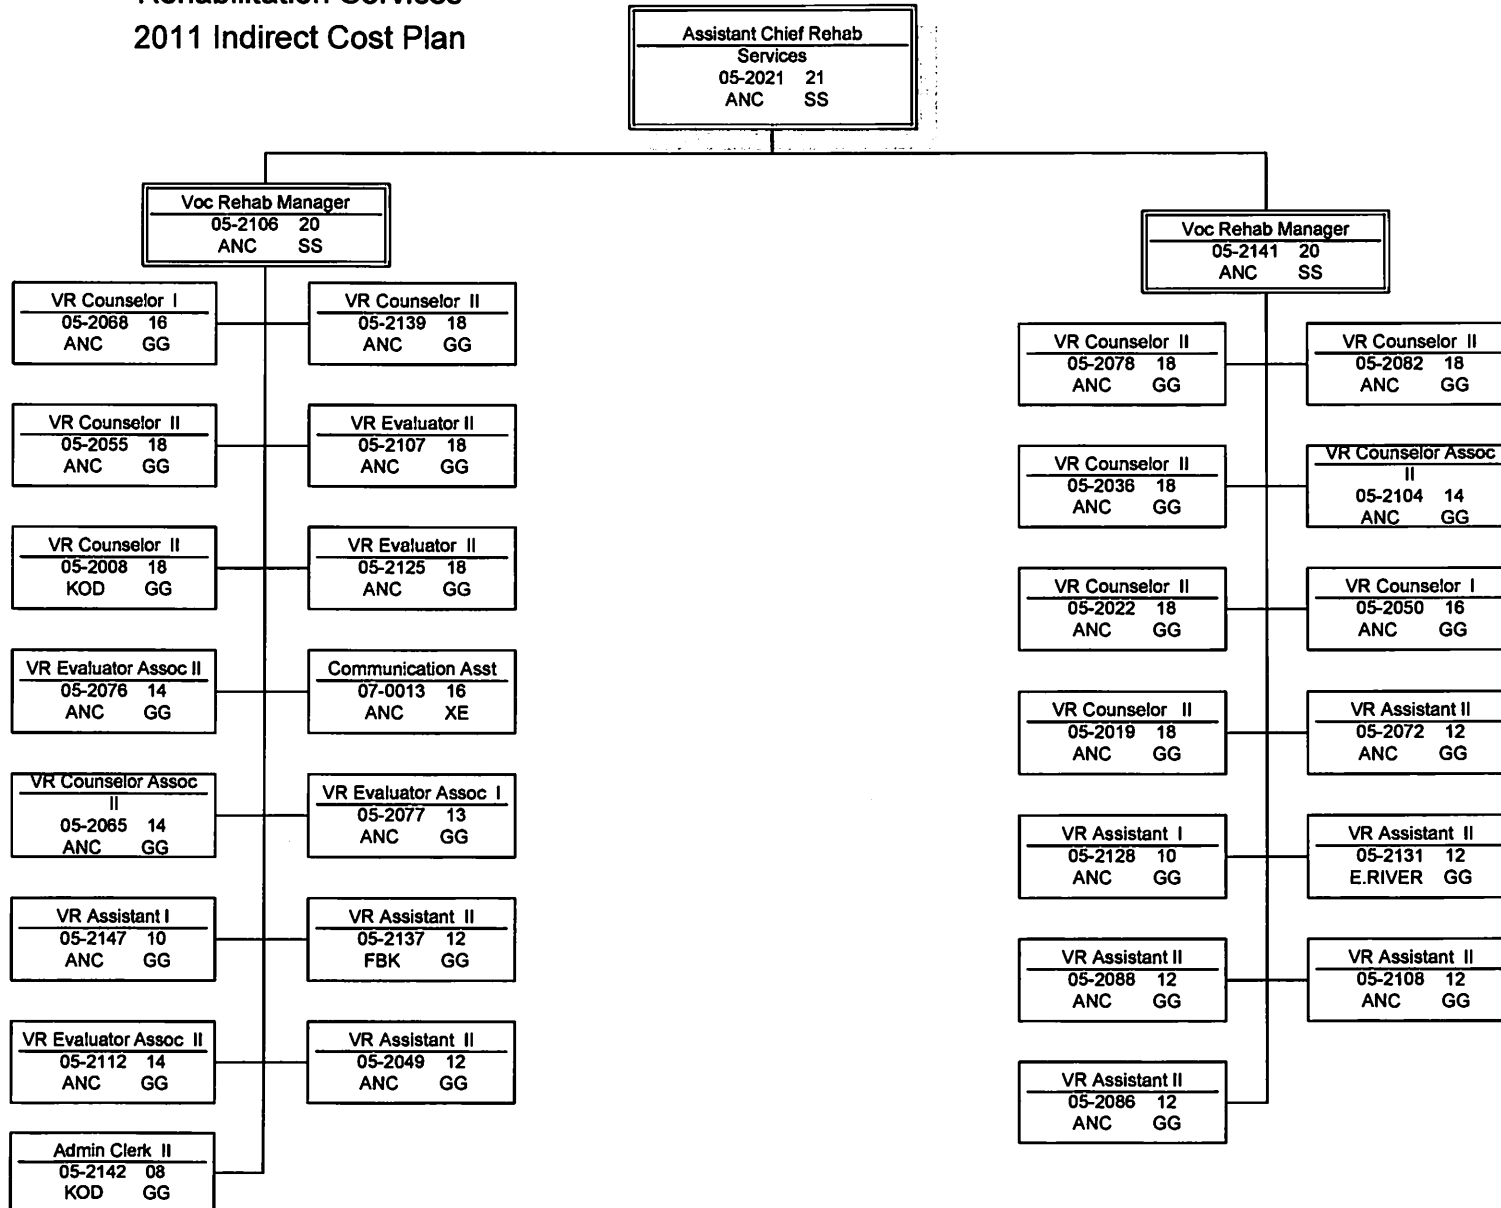 Rehabilitation Services
2011 Indirect Cost Plan
Assistant Chief Rehab
Services
05-2021 21
ANC SS
Voc Rehab Manager
05-2106 20
ANC SS
VR Counselor I
05-2068 16
ANC GG
VR Counselor II
05-2139 18
ANC GG
VR Counselor II
05-2055 18
ANC GG
VR Evaluator II
05-2107 18
ANC GG
VR Counselor II
05-2008 18
KOD GG
VR Evaluator II
05-2125 18
ANC GG
VR Evaluator Assoc II
05-2076 14
ANC GG
Communication Asst
07-0013 16
ANC XE
VR Counselor Assoc
II
05-2065 14
ANC GG
VR Evaluator Assoc I
05-2077 13
ANC GG
VR Assistant I
05-2147 10
ANC GG
VR Assistant II
05-2137 12
FBK GG
VR Evaluator Assoc II
05-2112 14
ANC GG
VR Assistant II
05-2049 12
ANC GG
Admin Clerk II
05-2142 08
KOD GG
Voc Rehab Manager
05-2141 20
ANC SS
VR Counselor II
05-2078 18
ANC GG
VR Counselor II
05-2082 18
ANC GG
VR Counselor II
05-2036 18
ANC GG
VR Counselor Assoc
II
05-2104 14
ANC GG
VR Counselor II
05-2022 18
ANC GG
VR Counselor I
05-2050 16
ANC GG
VR Counselor II
05-2019 18
ANC GG
VR Assistant II
05-2072 12
ANC GG
VR Assistant I
05-2128 10
ANC GG
VR Assistant II
05-2131 12
E.RIVER GG
VR Assistant II
05-2088 12
ANC GG
VR Assistant II
05-2108 12
ANC GG
VR Assistant II
05-2086 12
ANC GG